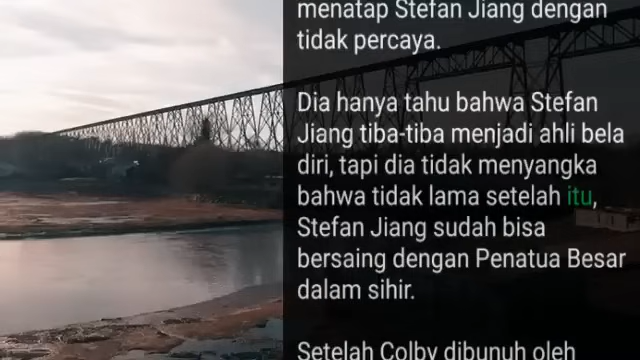 menatap Stefan Jiang dengan
tidak percaya.
Dia hanya tahu bahwa Stefan
Jiang tiba-tiba menjadi ahli bela
diri, tapi dia tidak menyangka
bahwa tidak lama setelah itu,
Stefan Jiang sudah bisa
bersaing dengan Penatua Besar
dalam sihir.
Setelah Colby dibunuh oleh